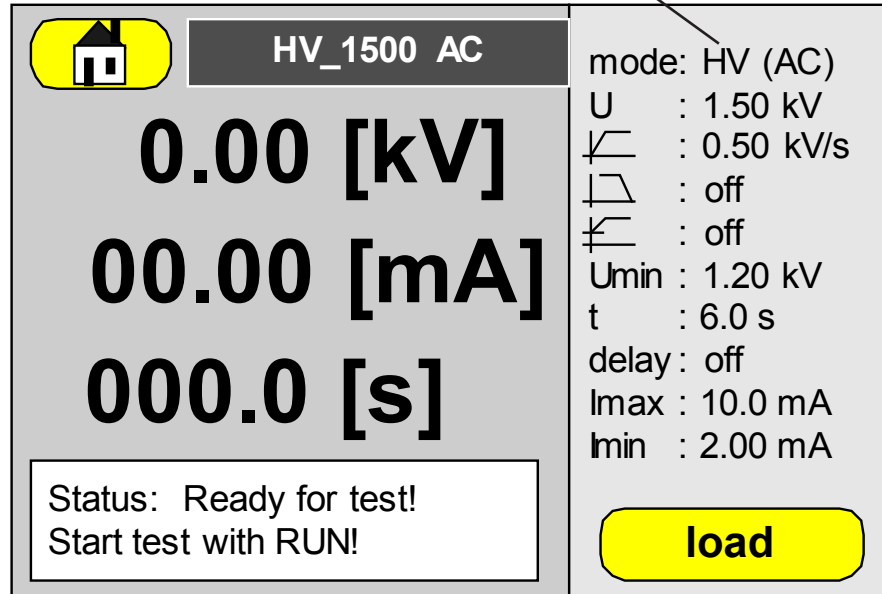 HV_1500 AC
0.00 [kV]
00.00 [mA]
000.0 [s]
Status: Ready for test!
Start test with RUN!
mode: HV (AC)
U : 1.50 kV
: 0.50 kV/s
: off
: off
Umin : 1.20 kV
t : 6.0 s
delay : off
Imax : 10.0 mA
Imin : 2.00 mA
load